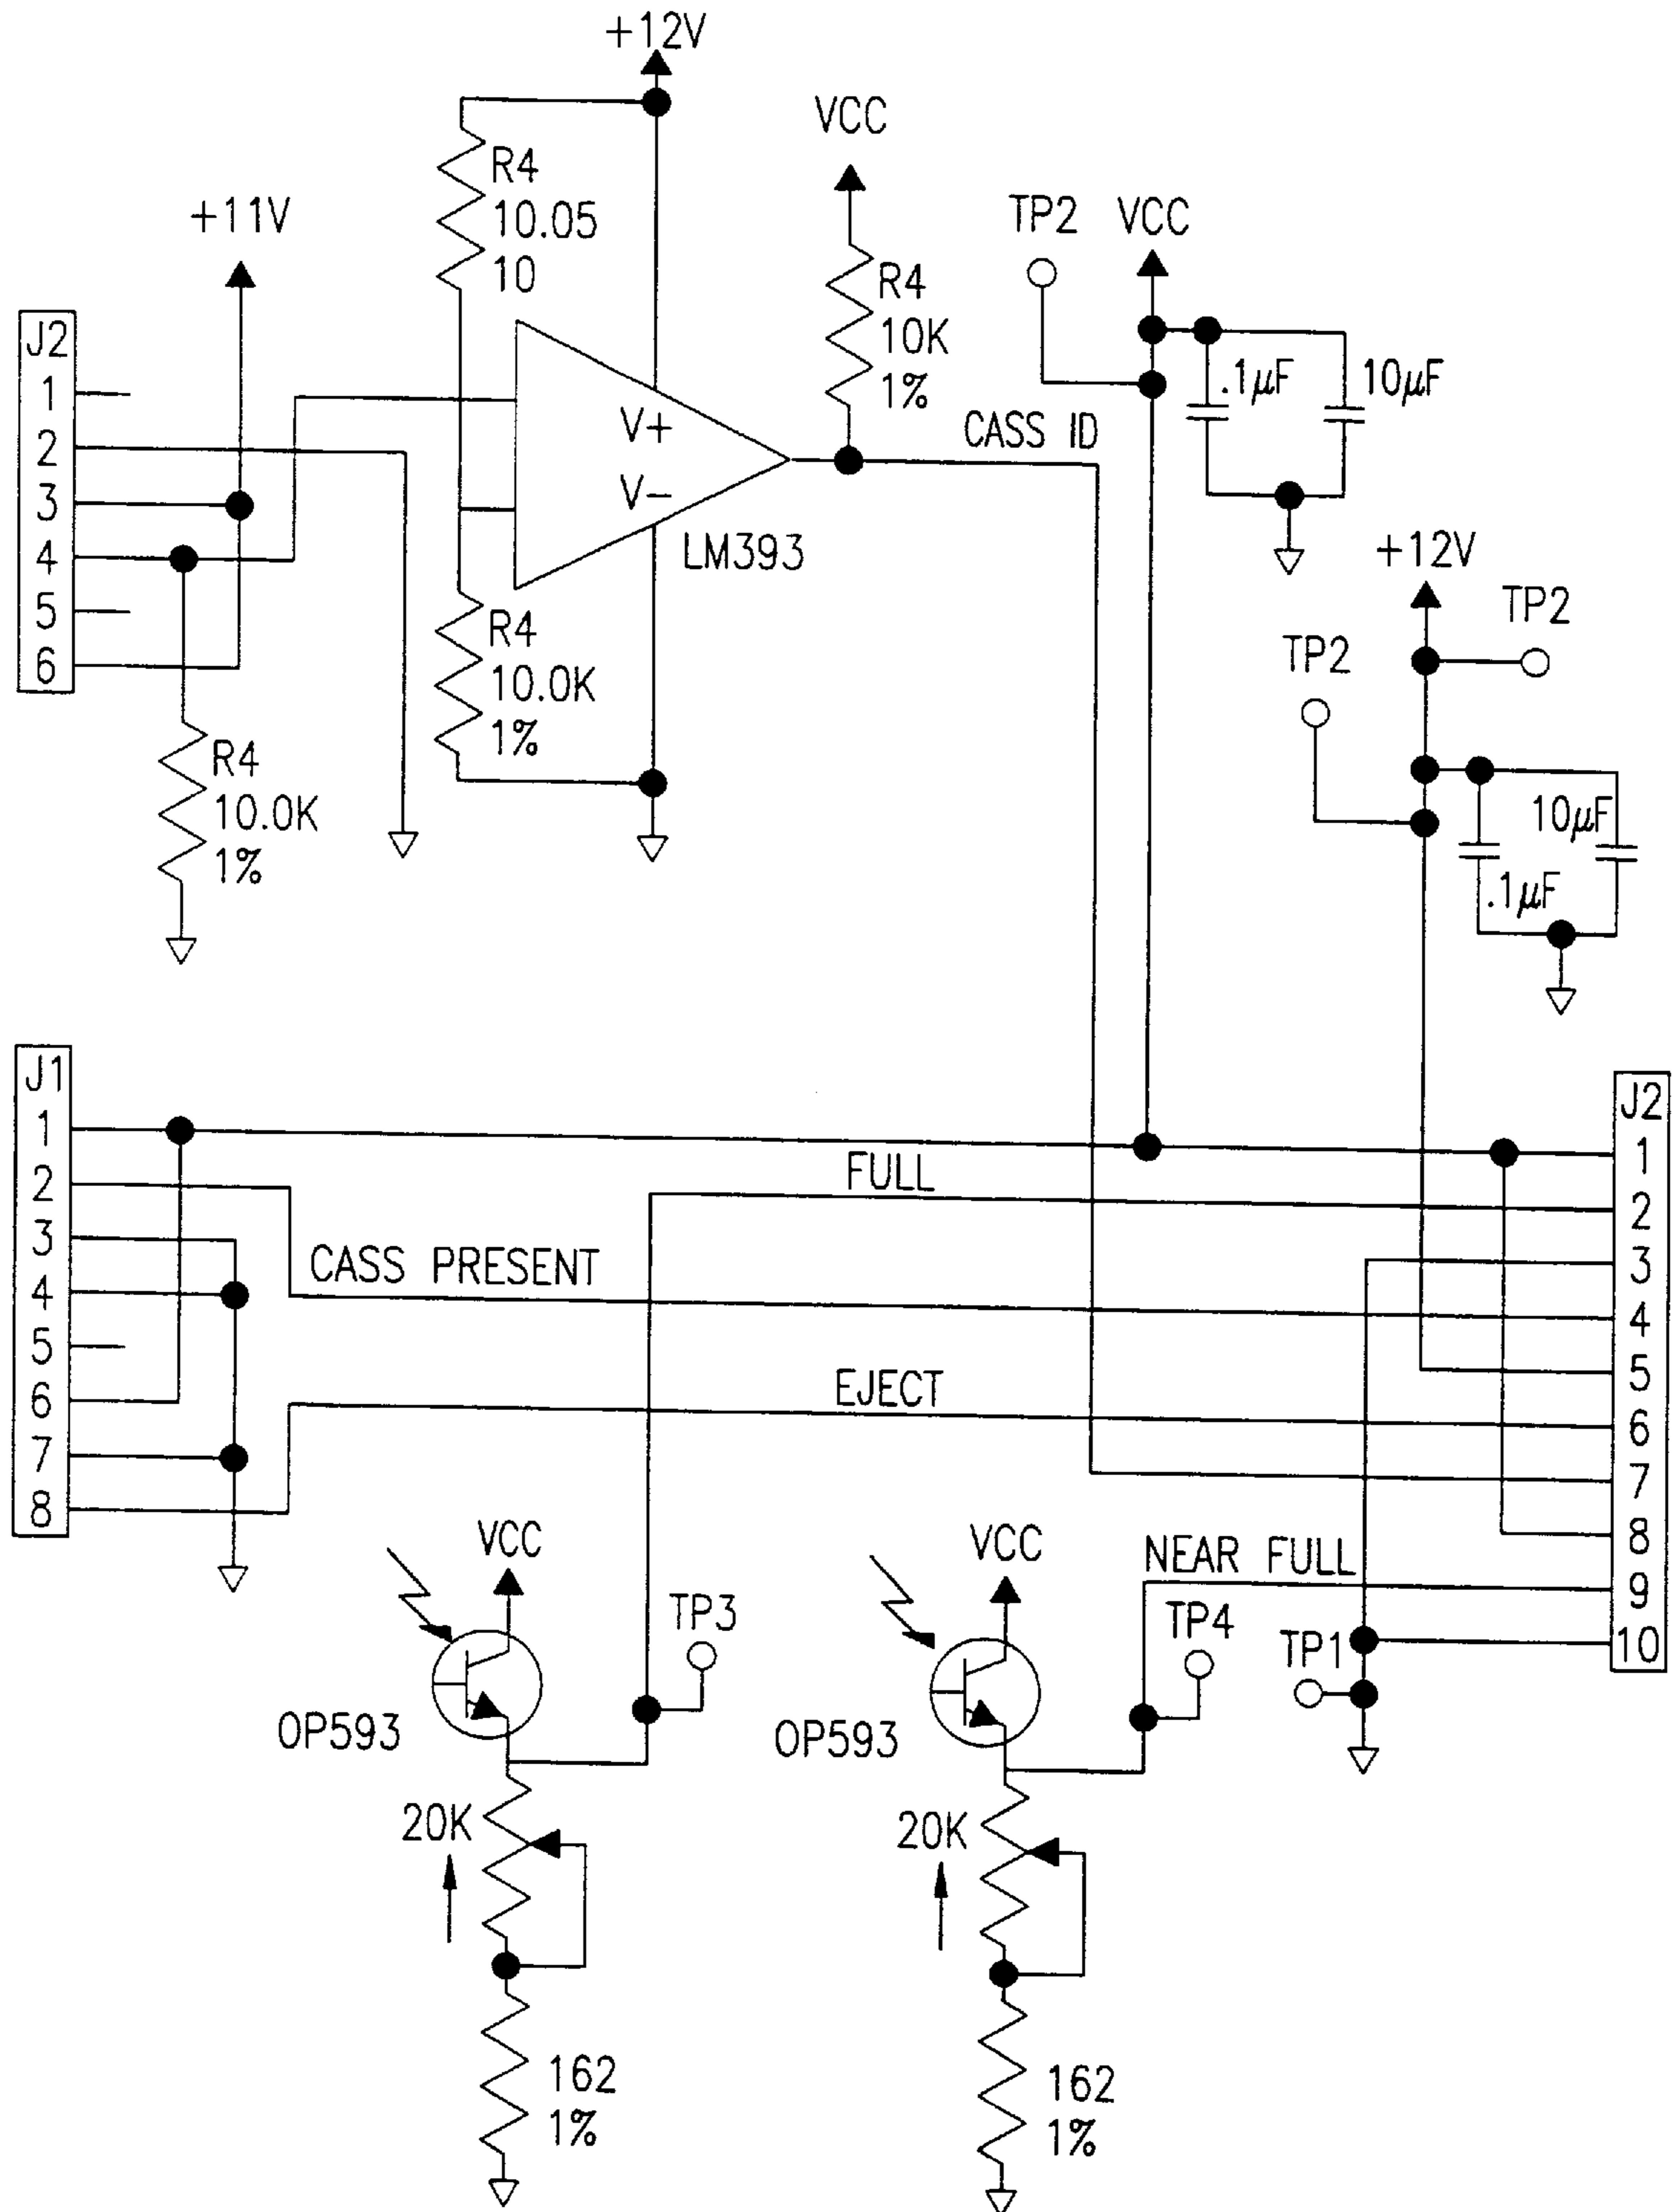 +12V
R4
10.05
10
VCC
+11V
TP2
VCC
R4
10K
1%
J2
1
2
3
4
5
6
V+
V-
LM393
CASS ID
.1µF
10µF
R4
10.0K
1%
R4
10.0K
1%
+12V
TP2
TP2
10µF
.1µF
J1
1
2
3
4
5
6
7
8
FULL
CASS PRESENT
EJECT
J2
1
2
3
4
5
6
7
8
9
10
VCC
TP3
OP593
20K
162
1%
VCC
NEAR FULL
TP4
TP1
OP593
20K
162
1%